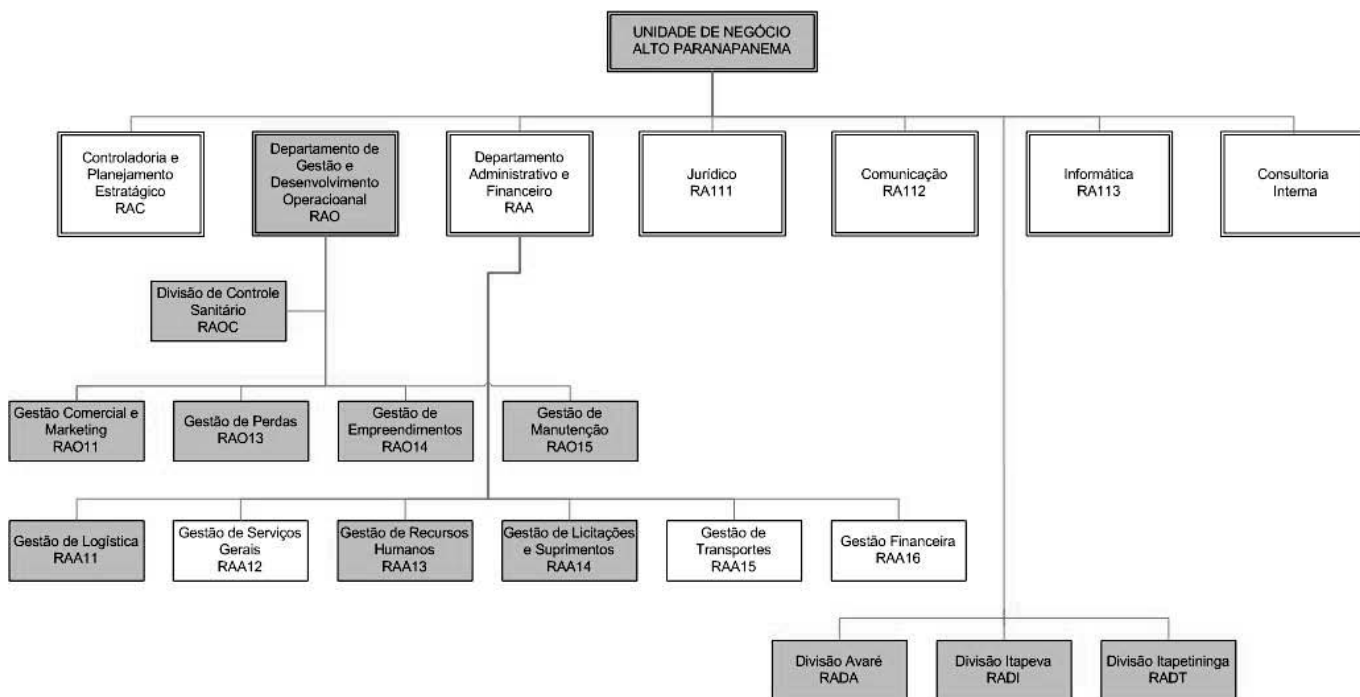 UNIDADE DE NEGÓCIO
ALTO PARANAPANEMA
Controladoria e
Planejamento
Estratágico
RAC
Departamento de
Gestão e
Desenvolvimento
Operacioanal
RAO
Departamento
Administrativo e
Financeiro
RAA
Jurídico
RA111
Comunicação
RA112
Informática
RA113
Consultoria
Interna
Divisão de Controle
Sanitário
RAOC
Gestão Comercial e
Marketing
RAO11
Gestão de Perdas
RAO13
Gestão de
Empreendimentos
RAO14
Gestão de
Manutenção
RAO15
Gestão de Logística
RAA11
Gestão de Serviços
Gerais
RAA12
Gestão de Recursos
Humanos
RAA13
Gestão de Licitações
e Suprimentos
RAA14
Gestão de
Transportes
RAA15
Gestão Financeira
RAA16
Divisão Avaré
RADA
Divisão Itapeva
RADI
Divisão Itapetininga
RADT